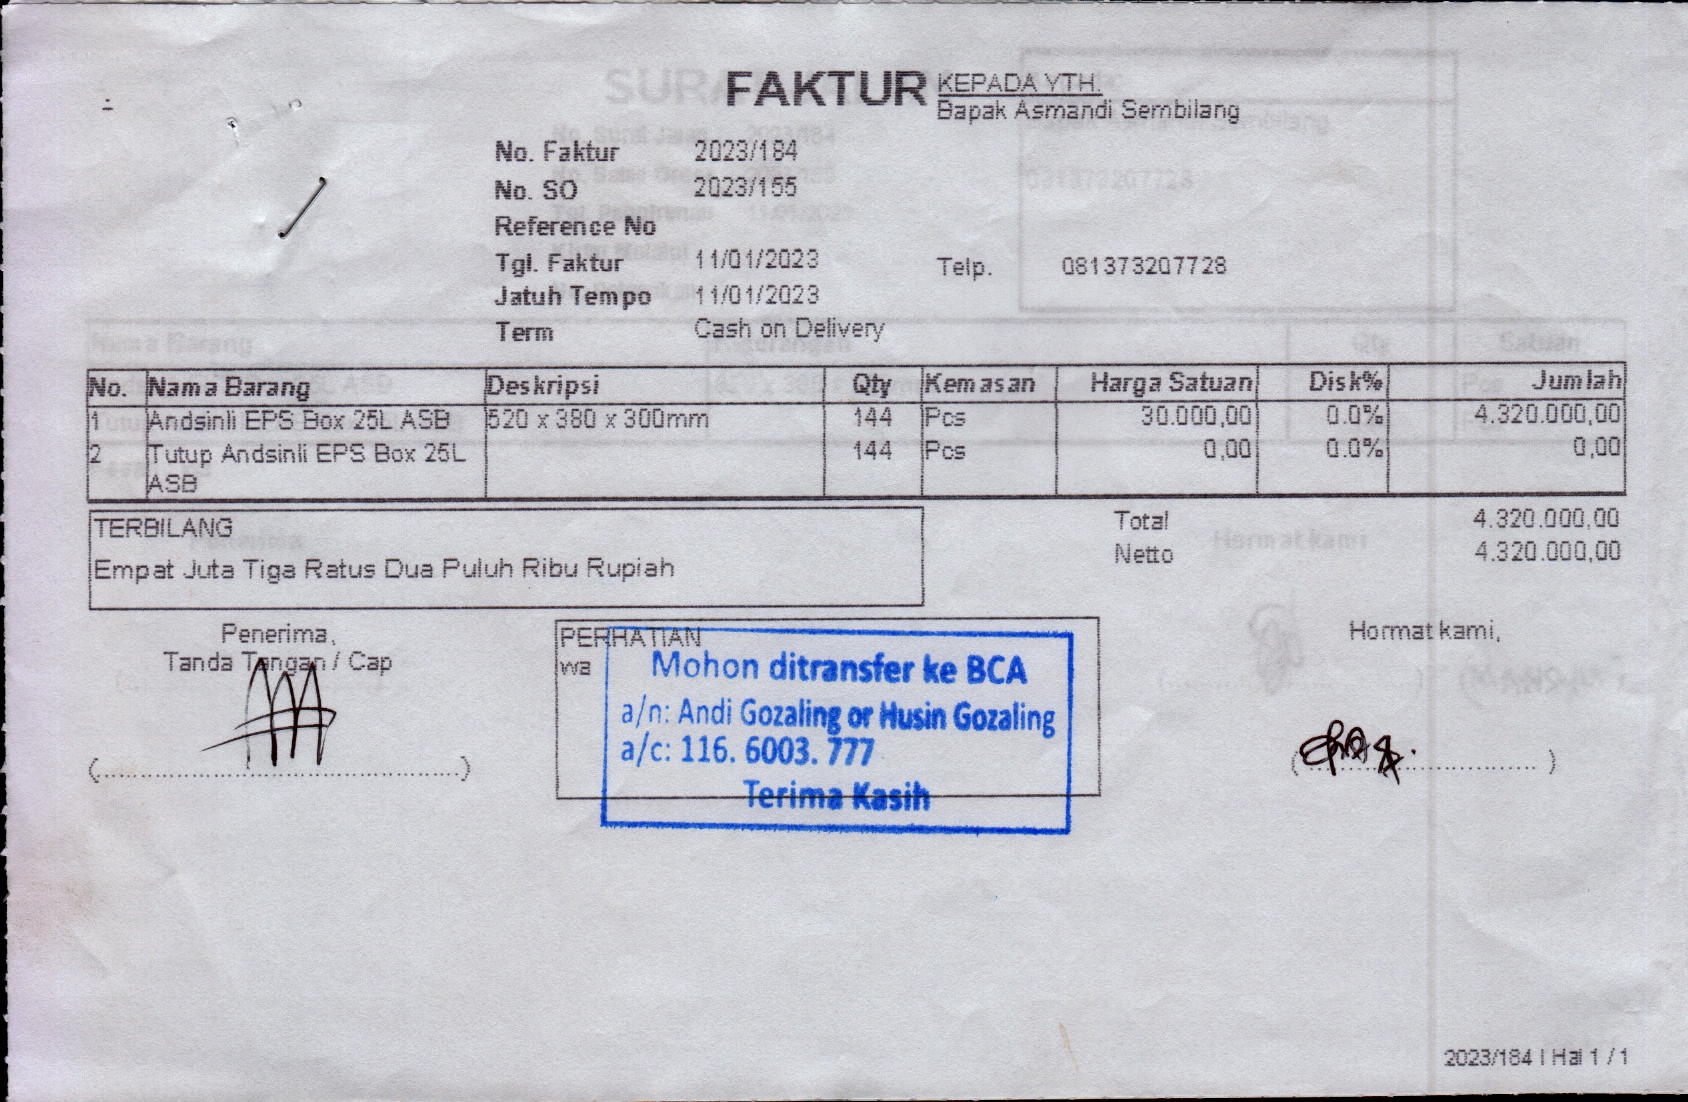 FAKTUR
KEPADA YTH.
Bapak Asmandi Sembilang
No. Faktur 2023/184
No. SO 2023/155
Reference No
Tgl. Faktur 11/01/2023
Telp. 081373207728
Jatuh Tempo 11/01/2023
Term Cash on Delivery
No. Nama Barang Deskripsi Qty Kemasan Harga Satuan Disk% Jumlah
1 Andsinli EPS Box 25L ASB 520 x 380 x 300mm 144 Pcs 30.000,00 0.0% 4.320.000,00
2 Tutup Andsinli EPS Box 25L 144 Pcs 0,00 0.0% 0,00
ASB
TERBILANG
Empat Juta Tiga Ratus Dua Puluh Ribu Rupiah
Total 4.320.000,00
Netto 4.320.000,00
Penerima,
Tanda Tangan / Cap
PERHATIAN
wa
Mohon ditransfer ke BCA
a/n: Andi Gozaling or Husin Gozaling
a/c: 116. 6003. 777
Terima Kasih
Hormat kami,
2023/184 | Hal 1 / 1